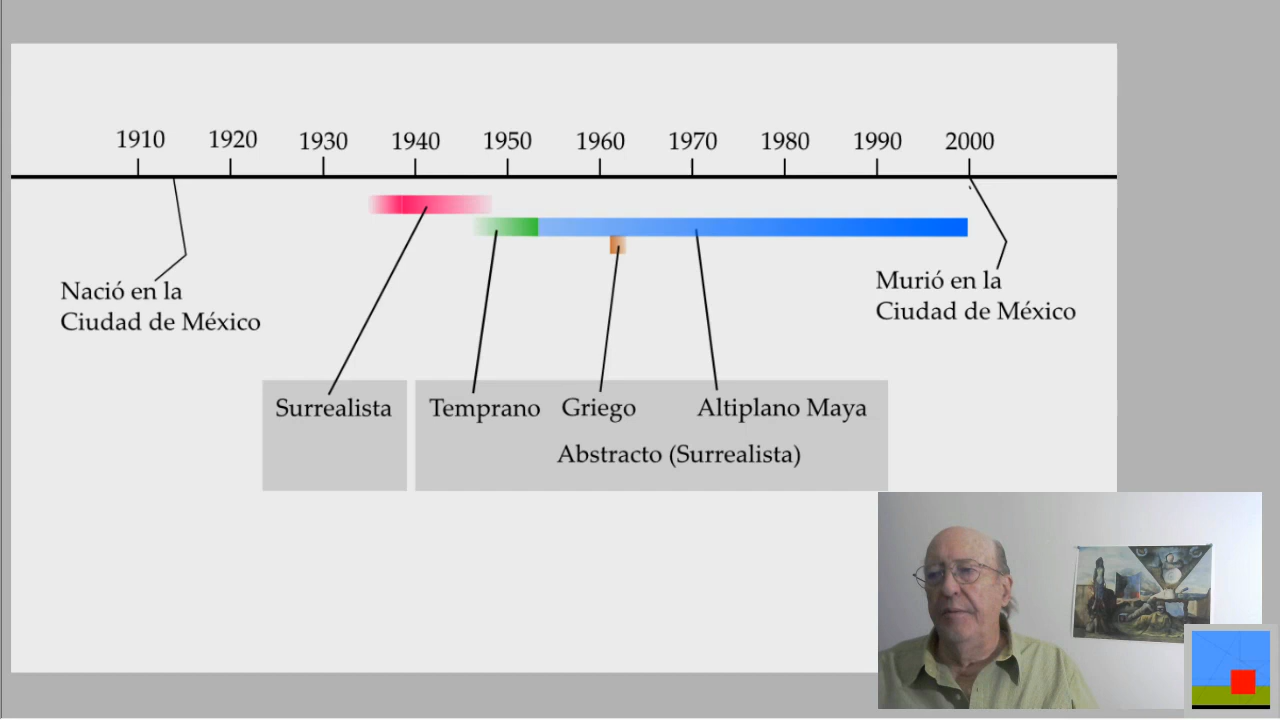 1910 1920 1930 1940 1950 1960 1970 1980 1990 2000
Nació en la
Ciudad de México
Murió en la
Ciudad de México
Surrealista
Temprano Griego Altiplano Maya
Abstracto (Surrealista)